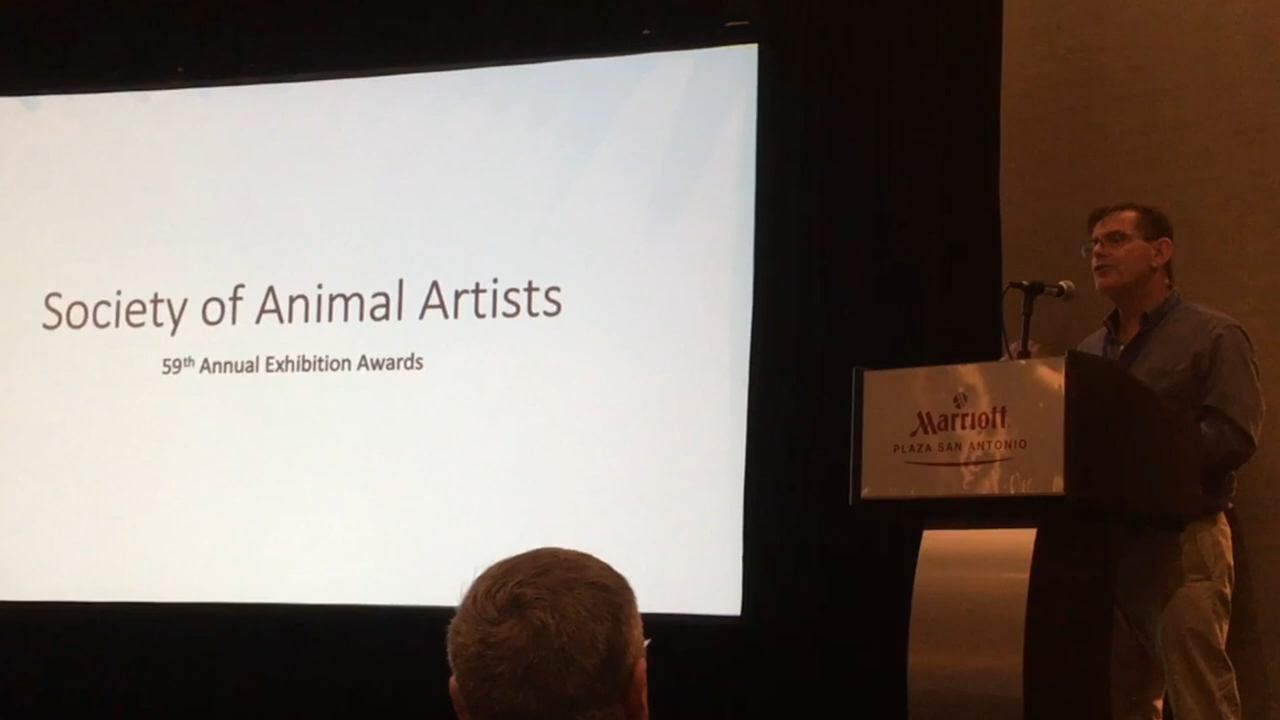 Society of Animal Artists
59th Annual Exhibition Awards
Marriott
PLAZA SAN ANTONIO